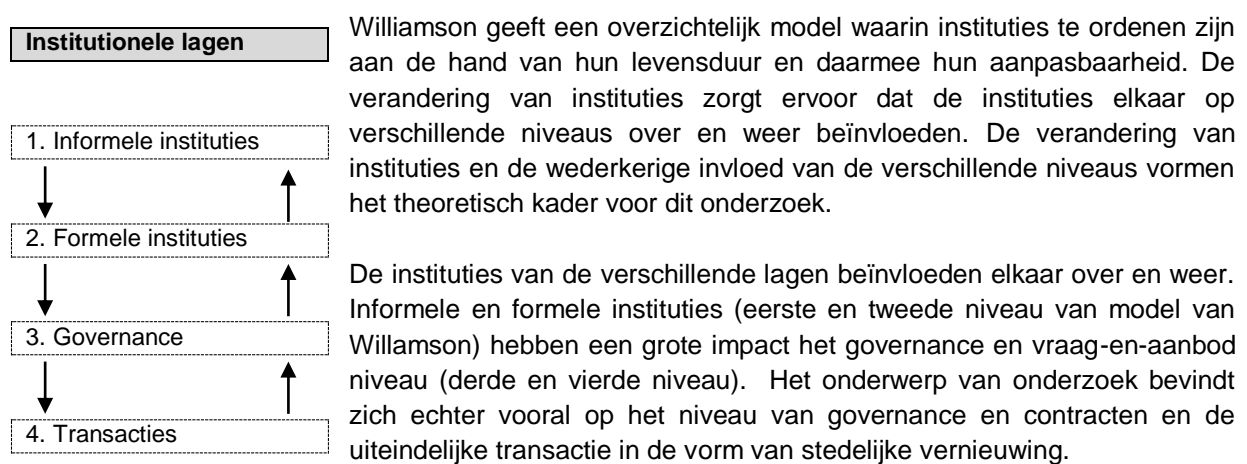 Institutionele lagen
1. Informele instituties
2. Formele instituties
3. Governance
4. Transacties
Williamson geeft een overzichtelijk model waarin instituties te ordenen zijn
aan de hand van hun levensduur en daarmee hun aanpasbaarheid. De
verandering van instituties zorgt ervoor dat de instituties elkaar op
verschillende niveaus over en weer beïnvloeden. De verandering van
instituties en de wederkerige invloed van de verschillende niveaus vormen
het theoretisch kader voor dit onderzoek.
De instituties van de verschillende lagen beïnvloeden elkaar over en weer.
Informele en formele instituties (eerste en tweede niveau van model van
Willamson) hebben een grote impact het governance en vraag-en-aanbod
niveau (derde en vierde niveau). Het onderwerp van onderzoek bevindt
zich echter vooral op het niveau van governance en contracten en de
uiteindelijke transactie in de vorm van stedelijke vernieuwing.